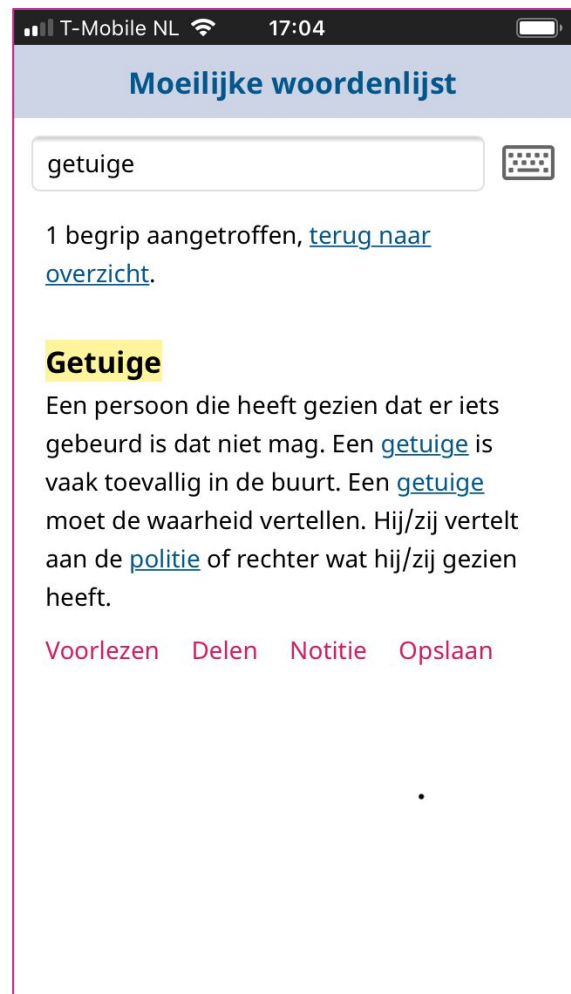 T-Mobile NL 17:04
Moeilijke woordenlijst
getuige
1 begrip aangetroffen, terug naar
overzicht.
Getuige
Een persoon die heeft gezien dat er iets
gebeurd is dat niet mag. Een getuige is
vaak toevallig in de buurt. Een getuige
moet de waarheid vertellen. Hij/zij vertelt
aan de politie of rechter wat hij/zij gezien
heeft.
Voorlezen Delen Notitie Opslaan